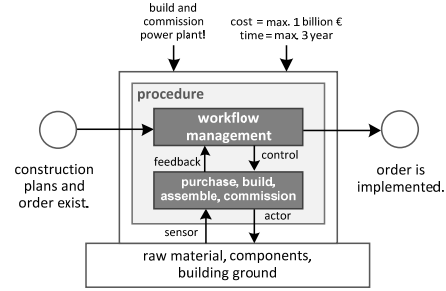 build and
commission
power plant!
cost = max. 1 billion €
time = max. 3 year
procedure
workflow
management
feedback
control
purchase, build,
assemble, commission
sensor
actor
construction
plans and
order exist.
order is
implemented.
raw material, components,
building ground